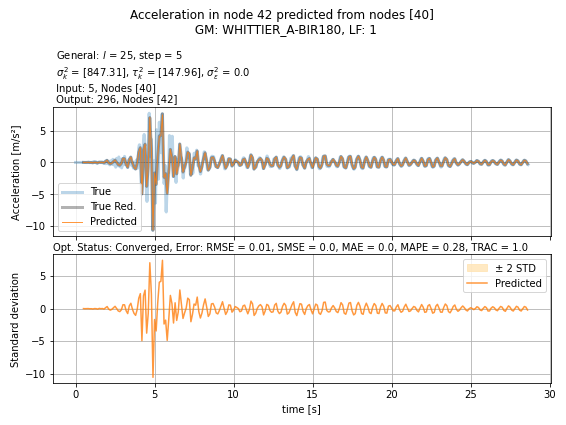 Acceleration in node 42 predicted from nodes [40]
GM: WHITTIER_A-BIR180, LF: 1
General: l = 25, step = 5
σ²ₖ = [847.31], τ²ₖ = [147.96], σ²ε = 0.0
Input: 5, Nodes [40]
Output: 296, Nodes [42]
Acceleration [m/s²]
5
0
−5
−10
True
True Red.
Predicted
Opt. Status: Converged, Error: RMSE = 0.01, SMSE = 0.0, MAE = 0.0, MAPE = 0.28, TRAC = 1.0
Standard deviation
5
0
−5
−10
± 2 STD
Predicted
0 5 10 15 20 25 30
time [s]